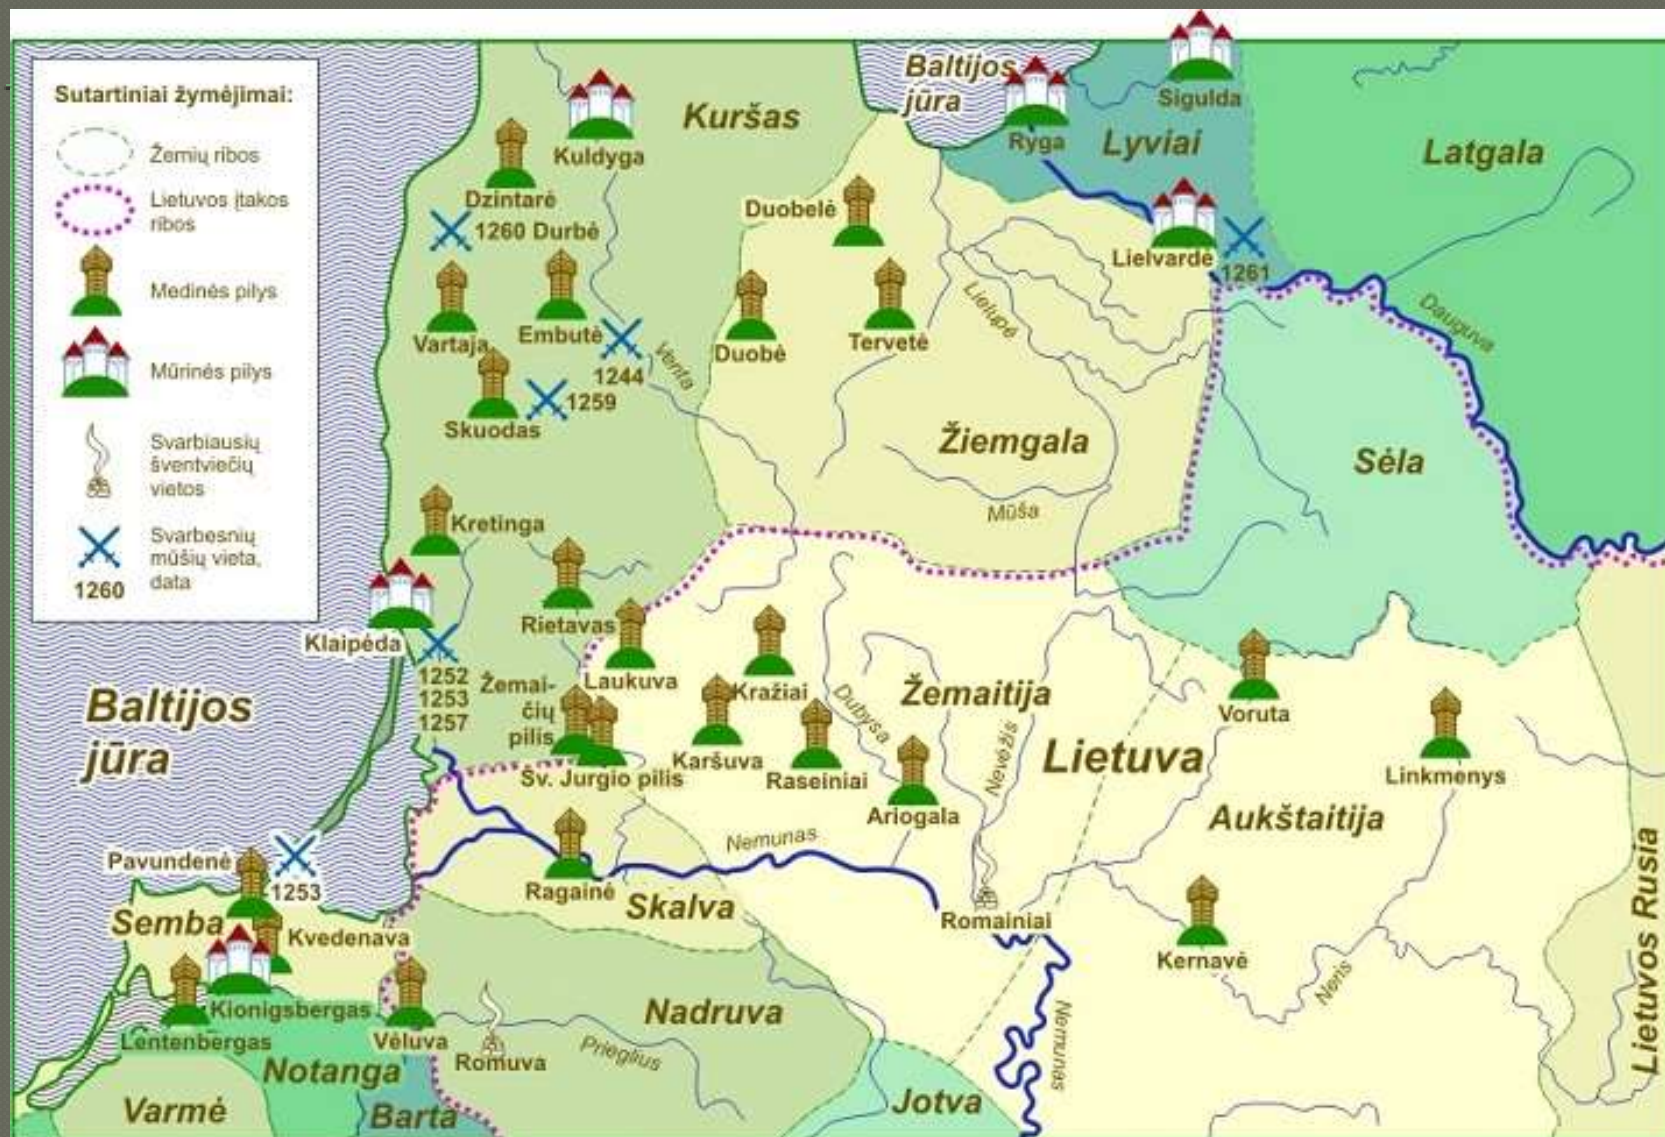 Sutartiniai žymėjimai:
Žemių ribos
Lietuvos įtakos
ribos
Medinės pilys
Mūrinės pilys
Svarbiausių
šventviečių
vietos
Svarbesnių
mūšių vieta,
data
1260
Baltijos
jūra
Sigulda
Ryga
Lyviai
Latgala
Kuršas
Kuldyga
Dzintarė
1260 Durbė
Duobelė
Lielvardė
1261
Vartaja
Embutė
1244
Venta
Duobė
Tervetė
Lielupė
Dauguva
Skuodas
1259
Žiemgala
Sėla
Mūša
Kretinga
Klaipėda
Rietavas
1252
1253
1257
Žemai-
čių
pilis
Laukuva
Kražiai
Dubysa
Žemaitija
Voruta
Baltijos
jūra
Šv. Jurgio pilis
Karšuva
Raseiniai
Nevėžis
Lietuva
Linkmenys
Ariogala
Aukštaitija
Nemunas
Pavundenė
1253
Ragainė
Skalva
Romainiai
Lietuvos Rusia
Semba
Kvedenava
Kernavė
Neris
Kionigsbergas
Nadruva
Lentenbergas
Vėluva
Romuva
Prieglius
Nemunas
Notanga
Varmė
Barta
Jotva